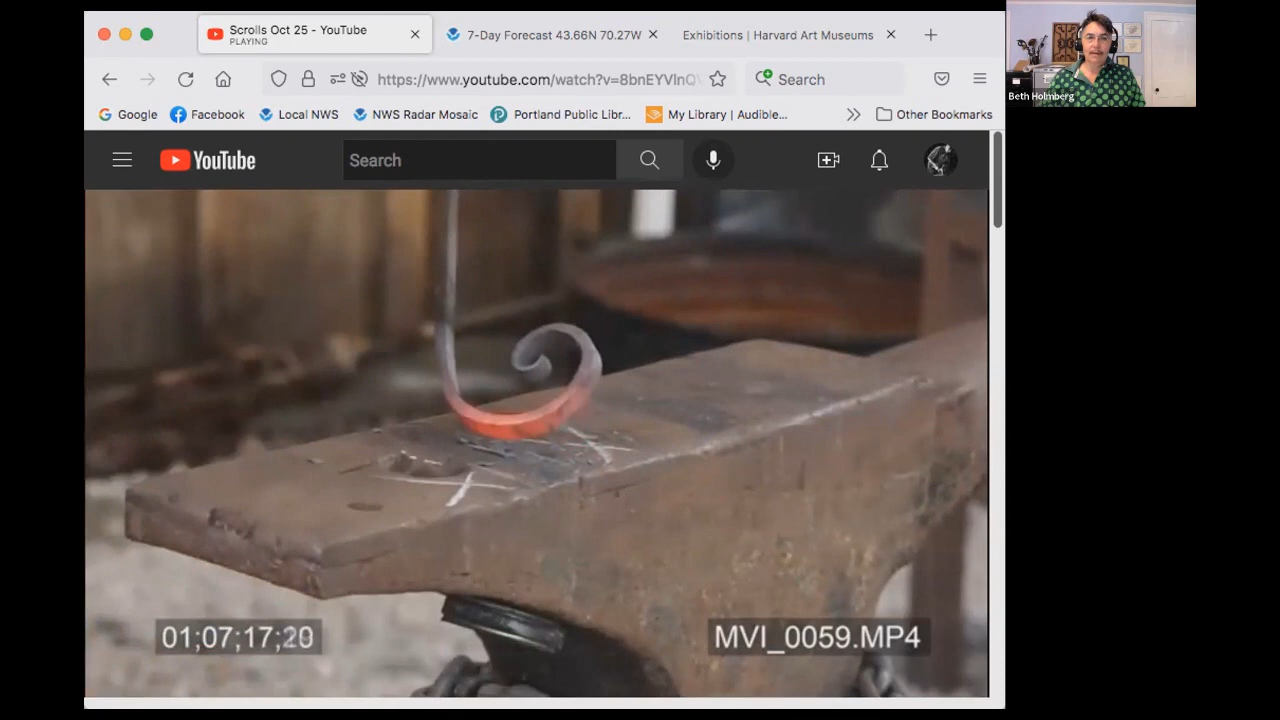 Scrolls Oct 25 - YouTube
PLAYING
7-Day Forecast 43.66N 70.27W
Exhibitions | Harvard Art Museums
https://www.youtube.com/watch?v=8bnEYVlnQ
Search
Google
Facebook
Local NWS
NWS Radar Mosaic
Portland Public Libr...
My Library | Audible...
Other Bookmarks
YouTube
Search
01;07;17;20
MVI_0059.MP4
Beth Holmberg